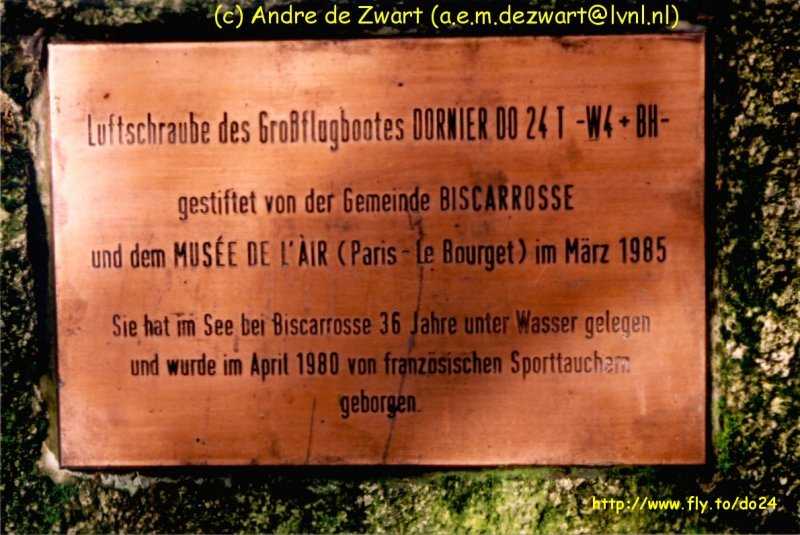 (c) Andre de Zwart (a.e.m.dezwart@lvnl.nl)
Luftschraube des Großflugbootes DORNIER DO 24 T -W4+BH-
gestiftet von der Gemeinde BISCARROSSE
und dem MUSÉE DE L'ÀIR (Paris-Le Bourget) im März 1985
Sie hat im See bei Biscarrosse 36 Jahre unter Wasser gelegen
und wurde im April 1980 von französischen Sporttauchern
geborgen.
http://www.fly.to/do24